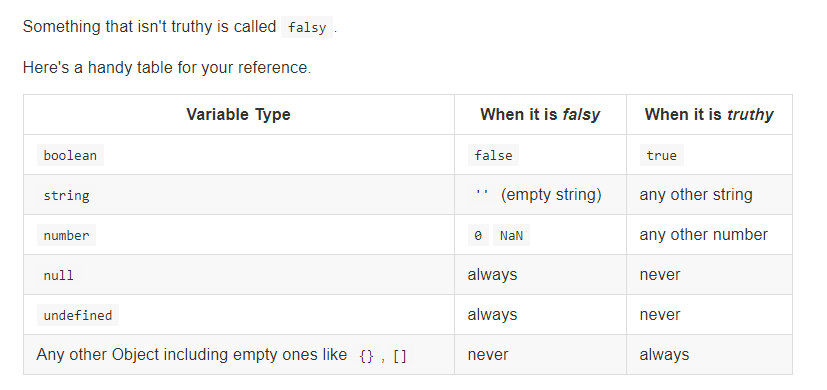 Something that isn't truthy is called falsy .
Here's a handy table for your reference.
Variable Type When it is falsy When it is truthy
boolean false true
string '' (empty string) any other string
number 0 NaN any other number
null always never
undefined always never
Any other Object including empty ones like {} , [] never always